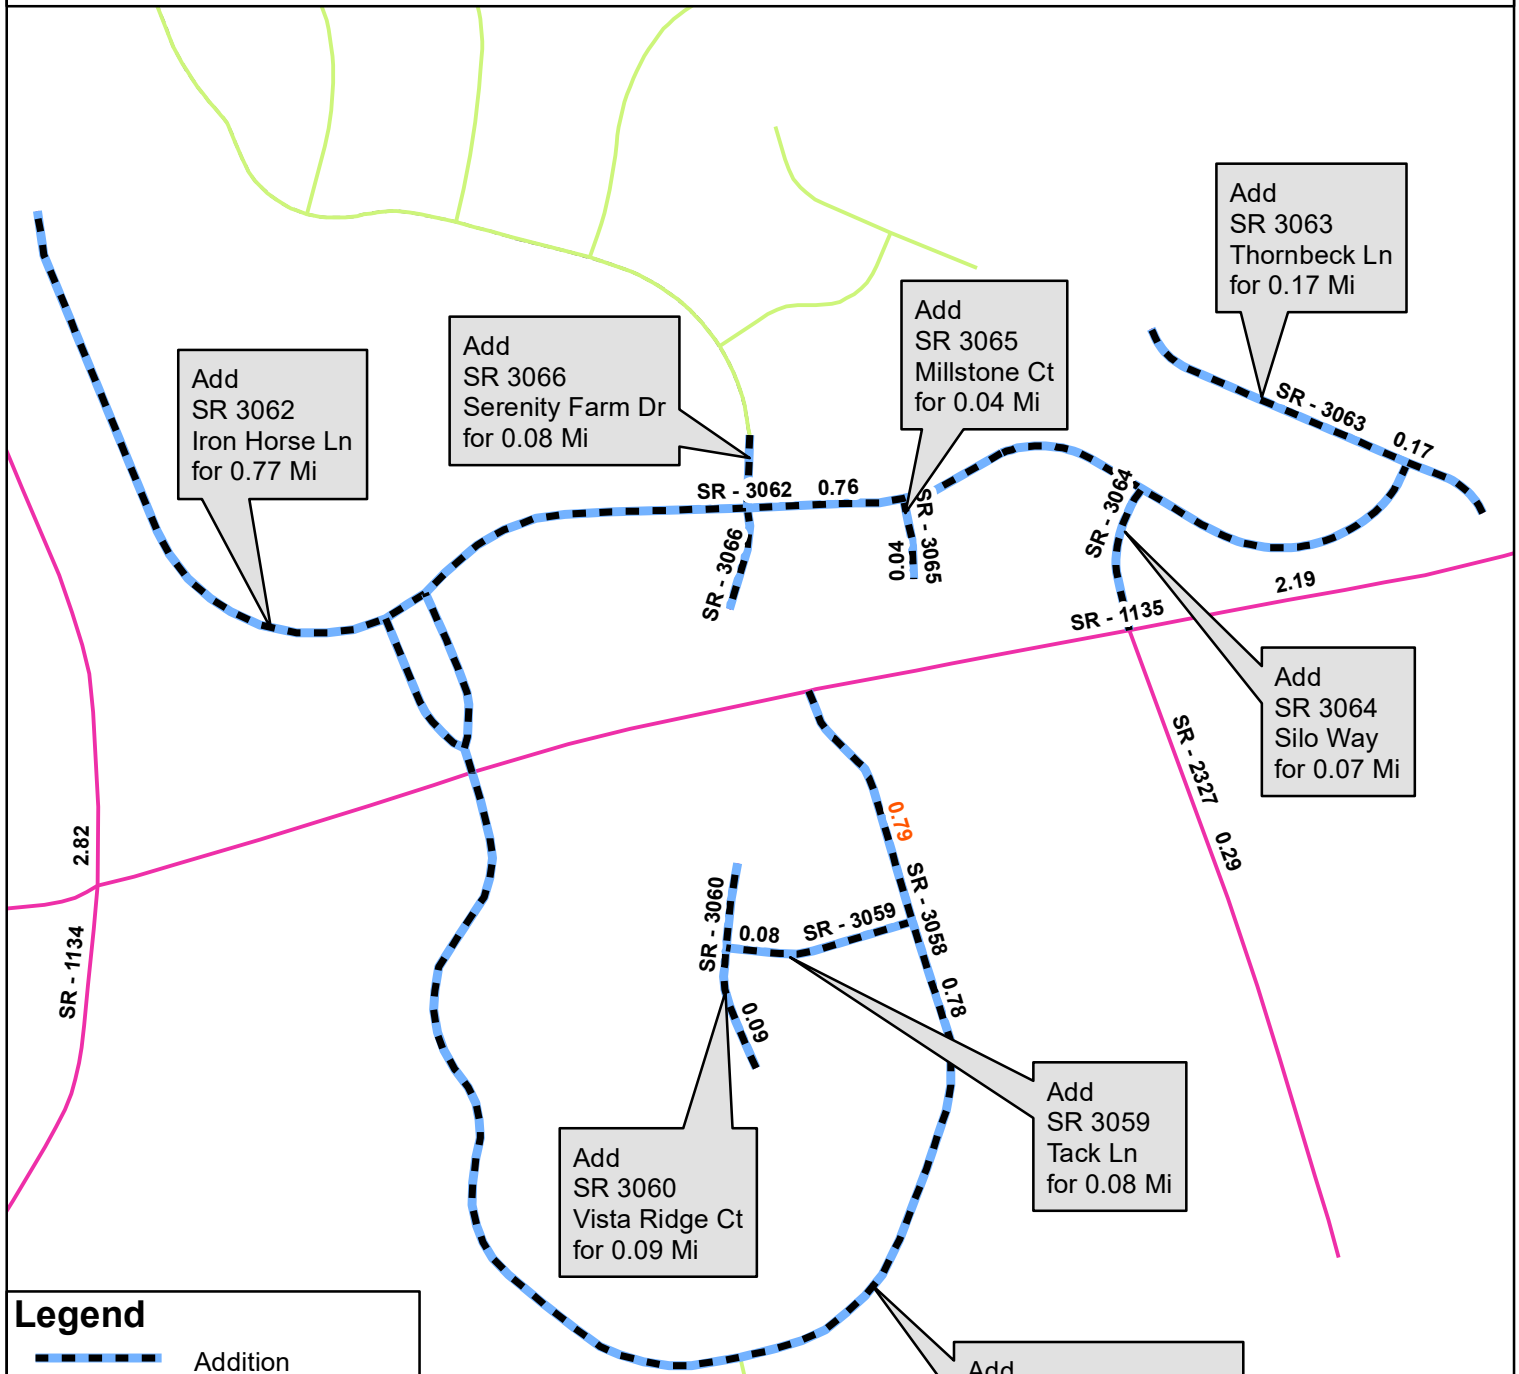 Add
SR 3063
Thornbeck Ln
for 0.17 Mi
Add
SR 3065
Millstone Ct
for 0.04 Mi
Add
SR 3066
Serenity Farm Dr
for 0.08 Mi
Add
SR 3062
Iron Horse Ln
for 0.77 Mi
SR - 3063
0.17
SR - 3062
0.76
SR - 3064
SR - 3065
0.04
SR - 3066
2.19
SR - 1135
Add
SR 3064
Silo Way
for 0.07 Mi
SR - 2327
0.29
2.82
SR - 1134
0.79
SR - 3058
0.78
SR - 3060
0.08
SR - 3059
0.09
Add
SR 3059
Tack Ln
for 0.08 Mi
Add
SR 3060
Vista Ridge Ct
for 0.09 Mi
Legend
Addition
Add